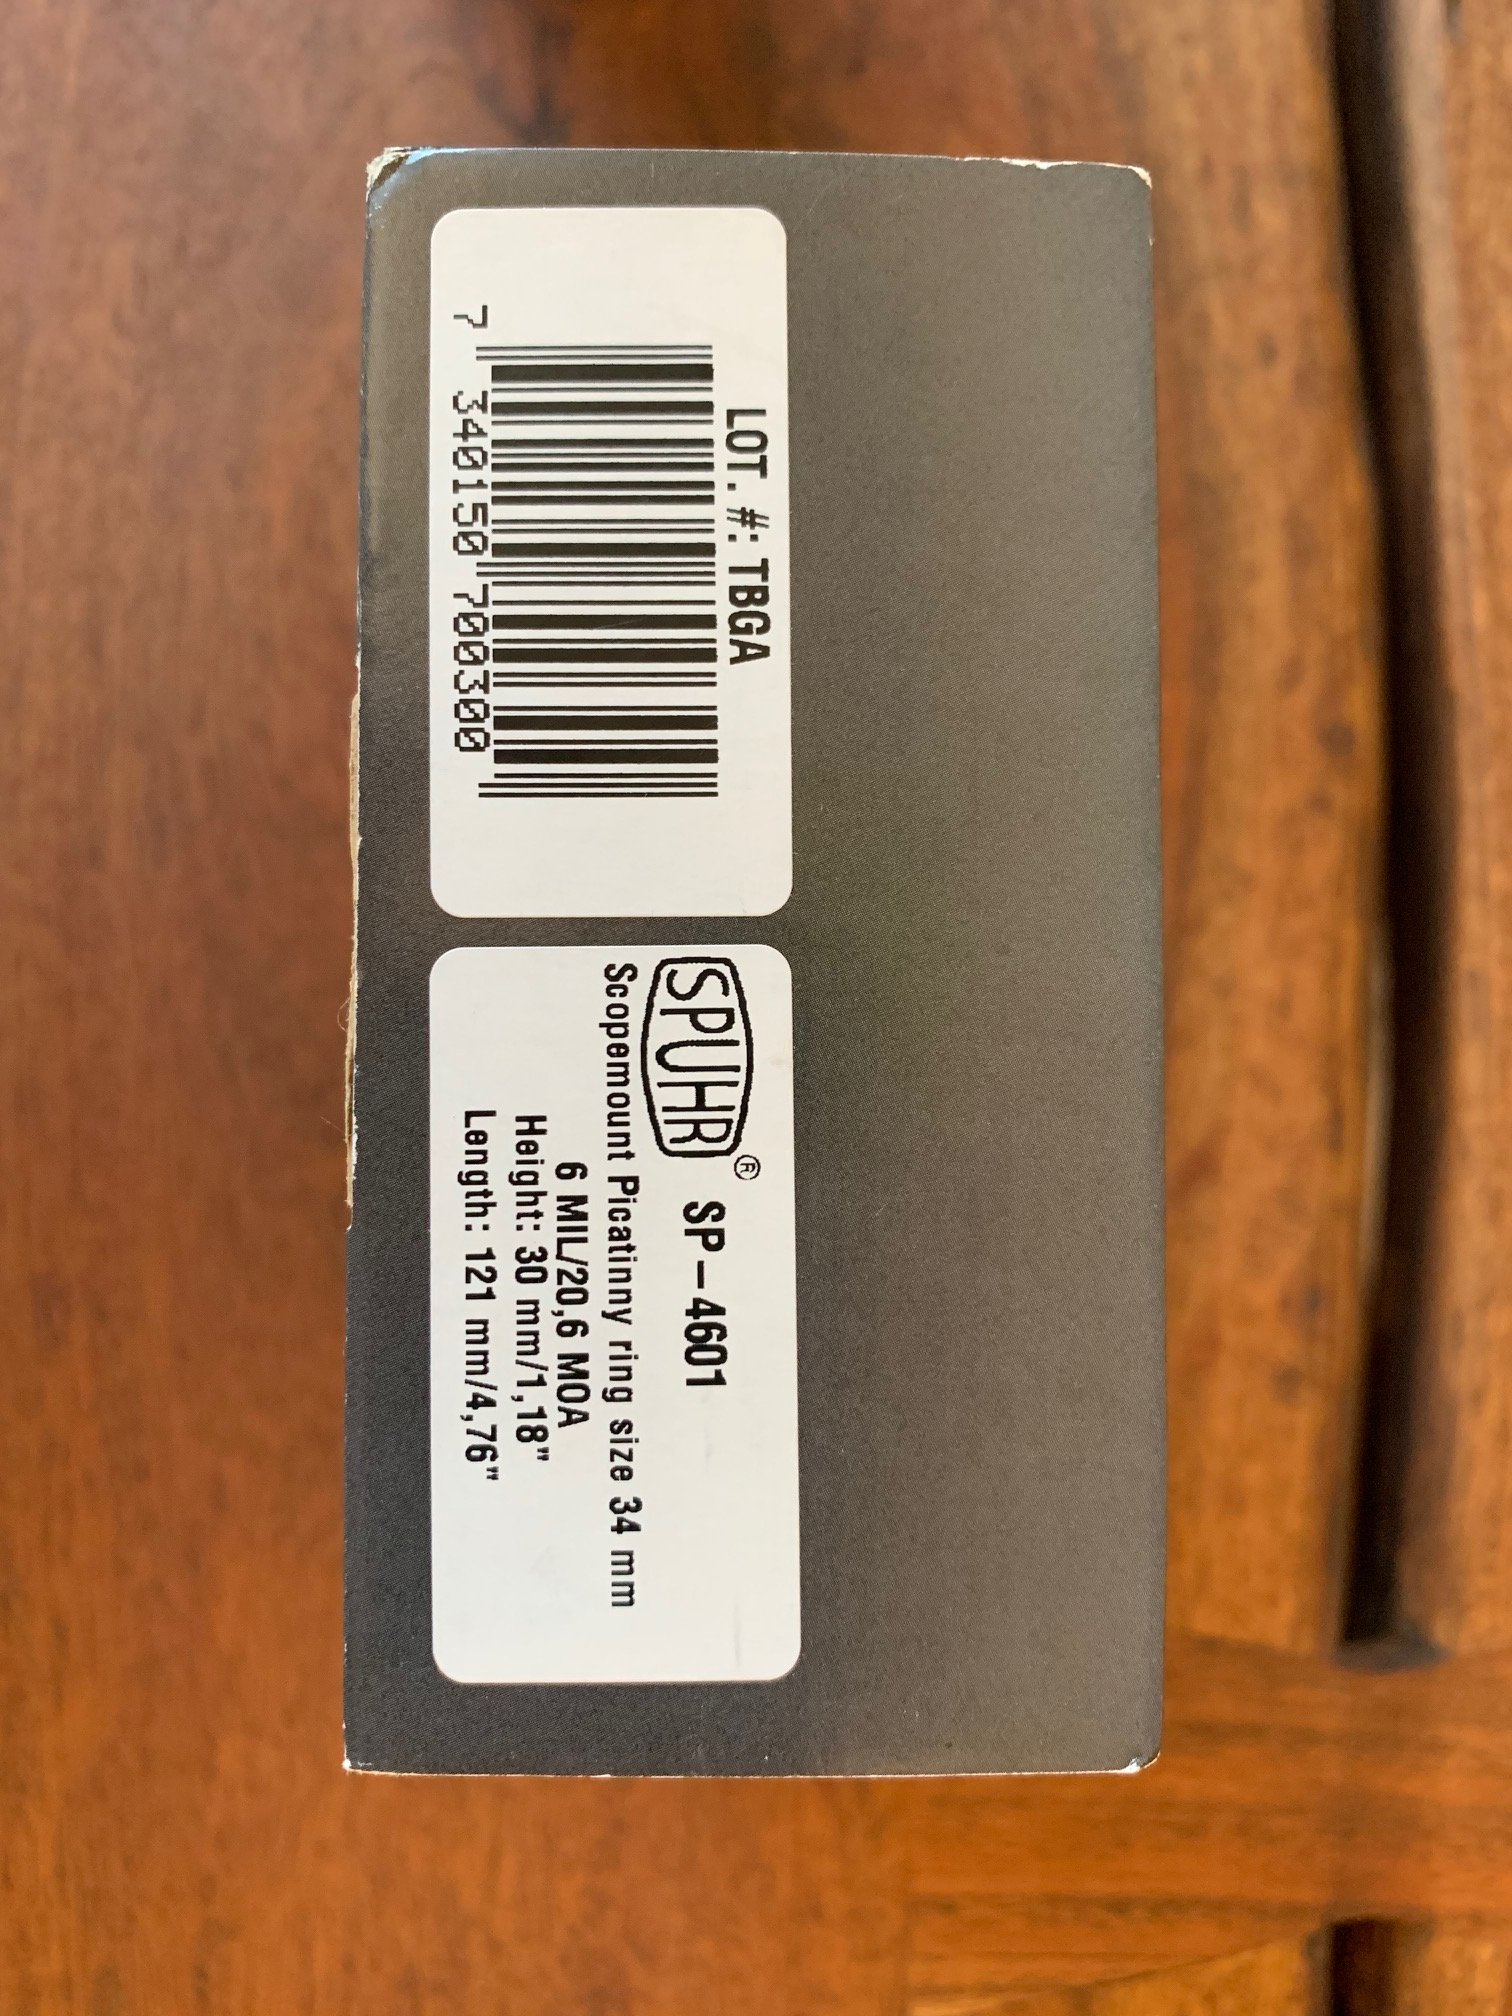 LOT. #: TBGA
7 340150 700300
SPUHR® SP-4601
Scopemount Picatinny ring size 34 mm
6 MIL/20,6 MOA
Height: 30 mm/1,18"
Length: 121 mm/4,76"